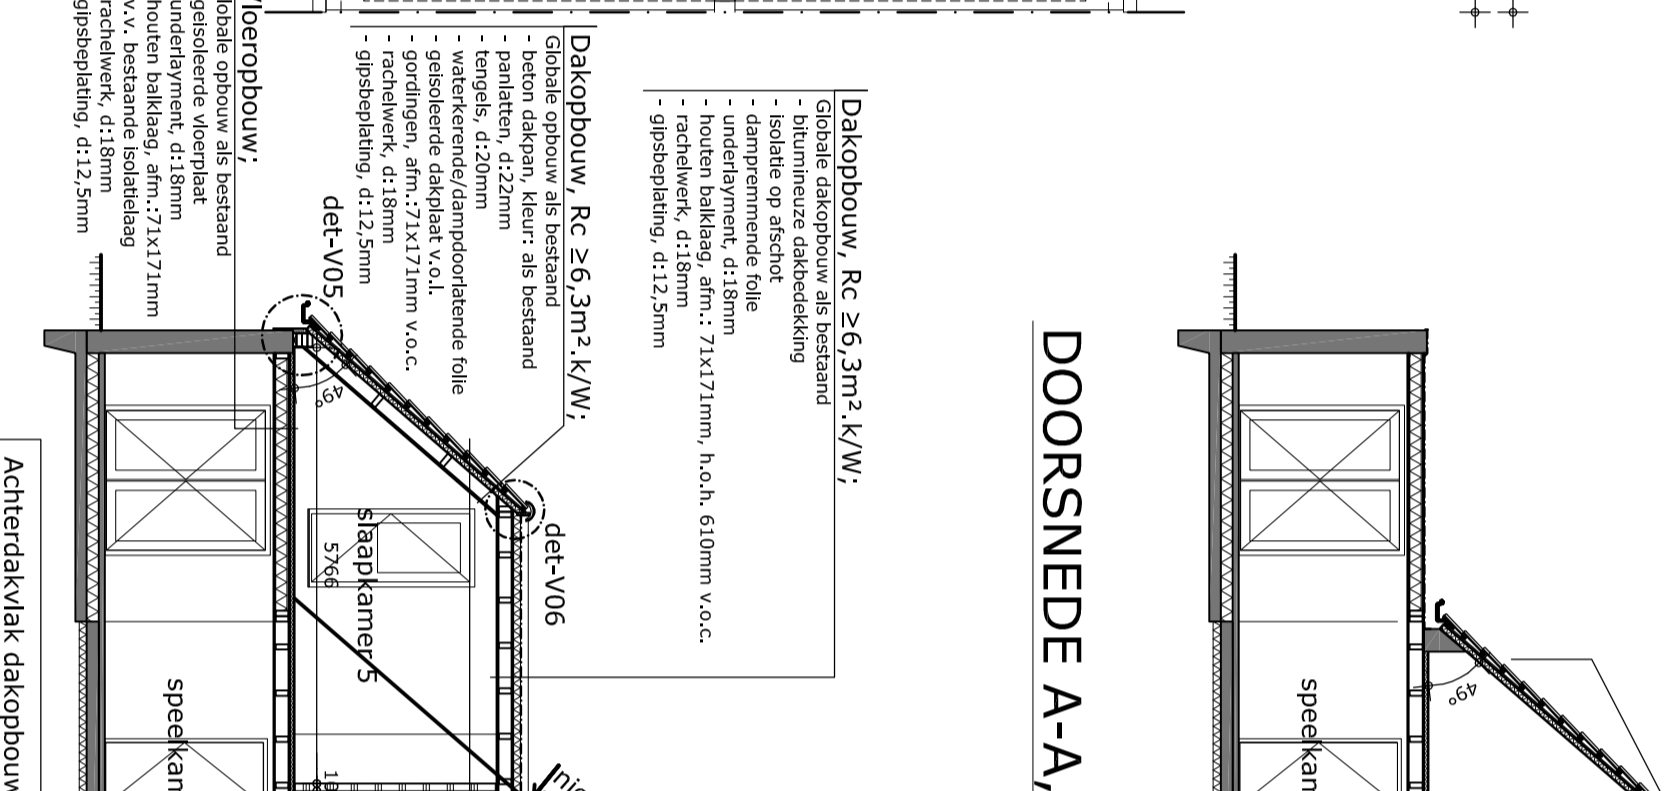 Dakopbouw, Rc ≥6,3m².k/W;
Globale dakopbouw als bestaand
- bitumineuze dakbedekking
- isolatie op afschot
- dampremmende folie
- underlayment, d:18mm
- houten balklaag, afm.: 71x171mm, h.o.h. 610mm v.o.c.
- rachelwerk, d:18mm
- gipsbeplating, d:12,5mm
Dakopbouw, Rc ≥6,3m².k/W;
Globale opbouw als bestaand
- beton dakpan, kleur: als bestaand
- panlatten, d:22mm
- tengels, d:20mm
- waterkerende/dampdoorlatende folie
- geisoleerde dakplaat v.o.l.
- gordingen, afm.:71x171mm v.o.c.
- rachelwerk, d:18mm
- gipsbeplating, d:12,5mm
vloeropbouw;
lobale opbouw als bestaand
geisoleerde vloerplaat
underlayment, d:18mm
houten balklaag, afm.:71x171mm
v.v. bestaande isolatielaag
rachelwerk, d:18mm
gipsbeplating, d:12,5mm
det-V05
det-V06
49°
slaapkamer 5
5766
19
nie
speelkam
Achterdakvlak dakopbouw
DOORSNEDE A-A,
49°
speelkam